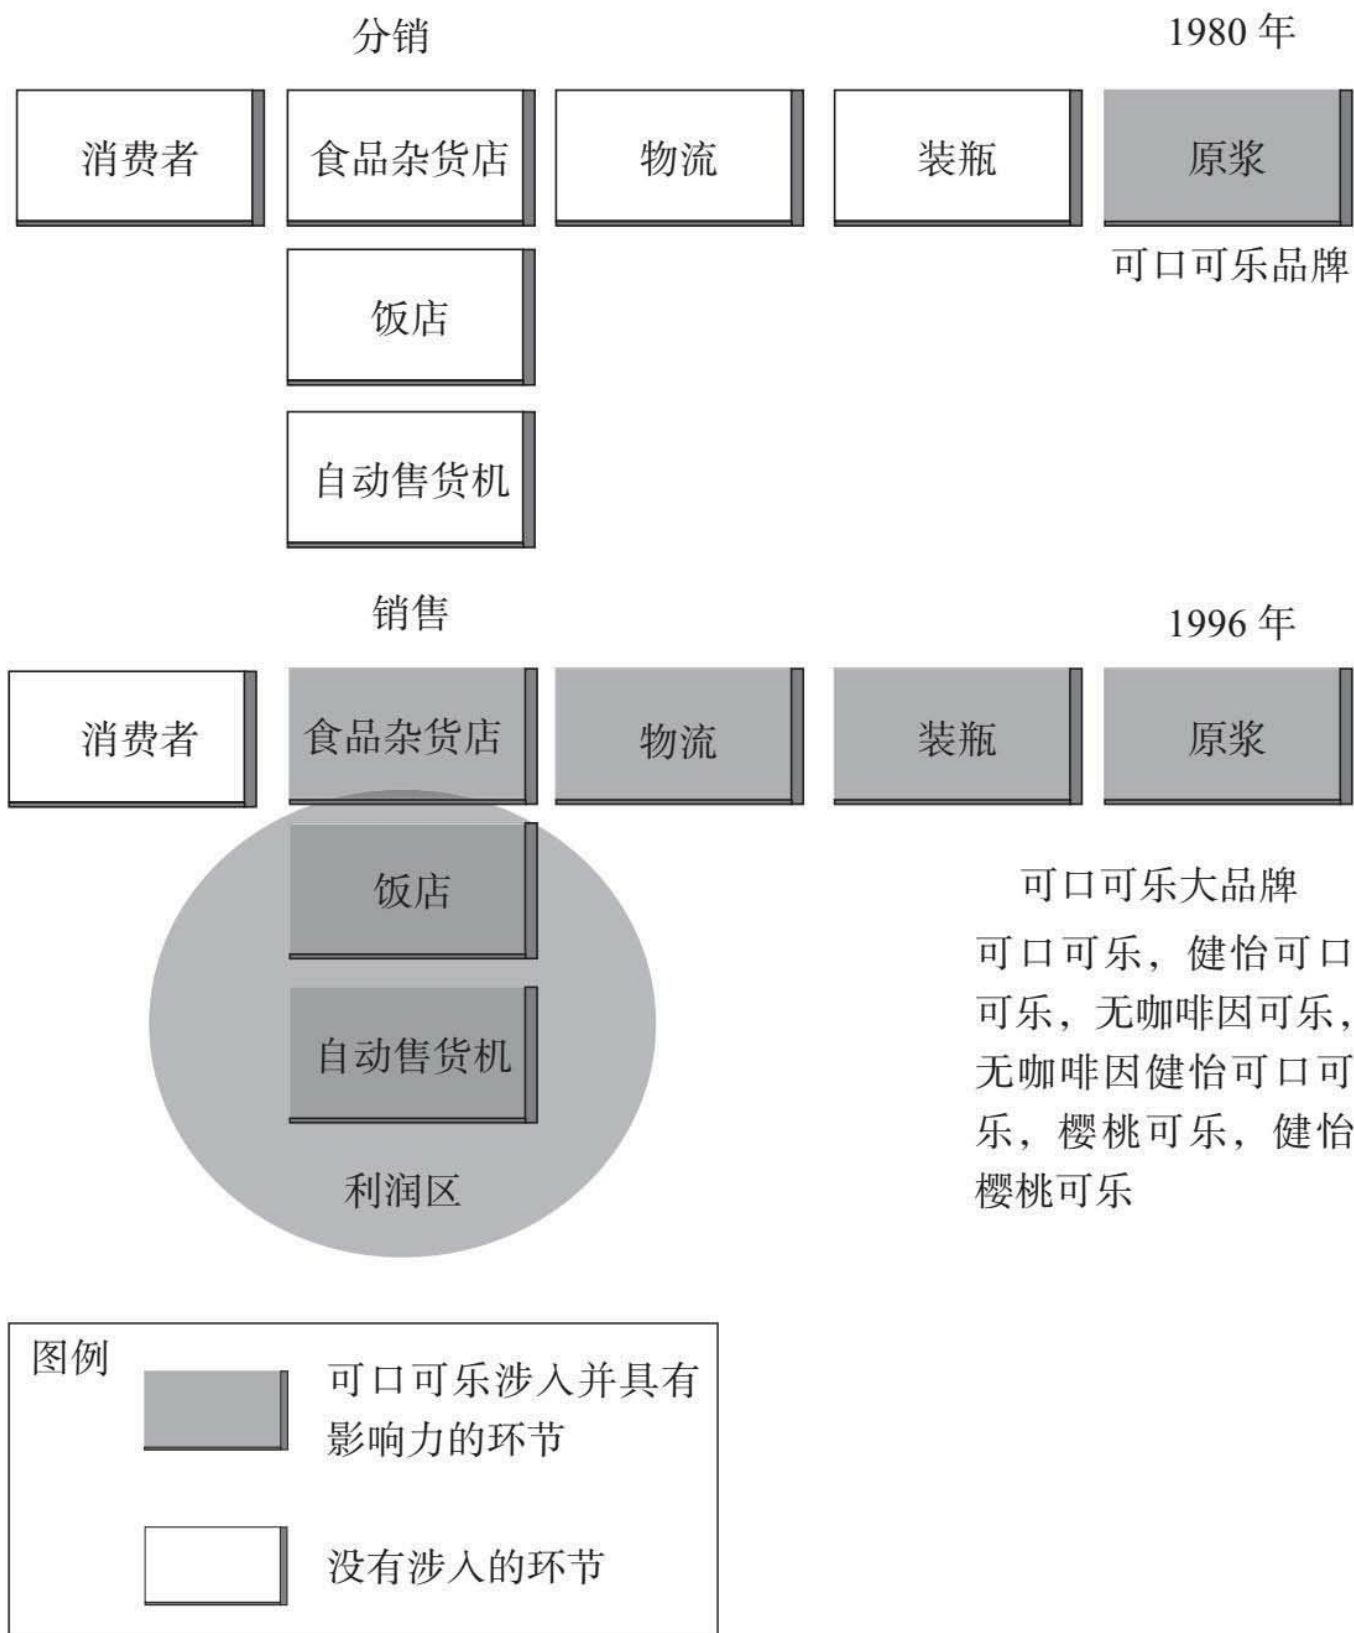 分销
1980 年
消费者
食品杂货店
物流
装瓶
原浆
可口可乐品牌
饭店
自动售货机
销售
1996 年
消费者
食品杂货店
物流
装瓶
原浆
饭店
自动售货机
利润区
可口可乐大品牌
可口可乐，健怡可口
可乐，无咖啡因可乐，
无咖啡因健怡可口可
乐，樱桃可乐，健怡
樱桃可乐
图例
可口可乐涉入并具有
影响力的环节
没有涉入的环节